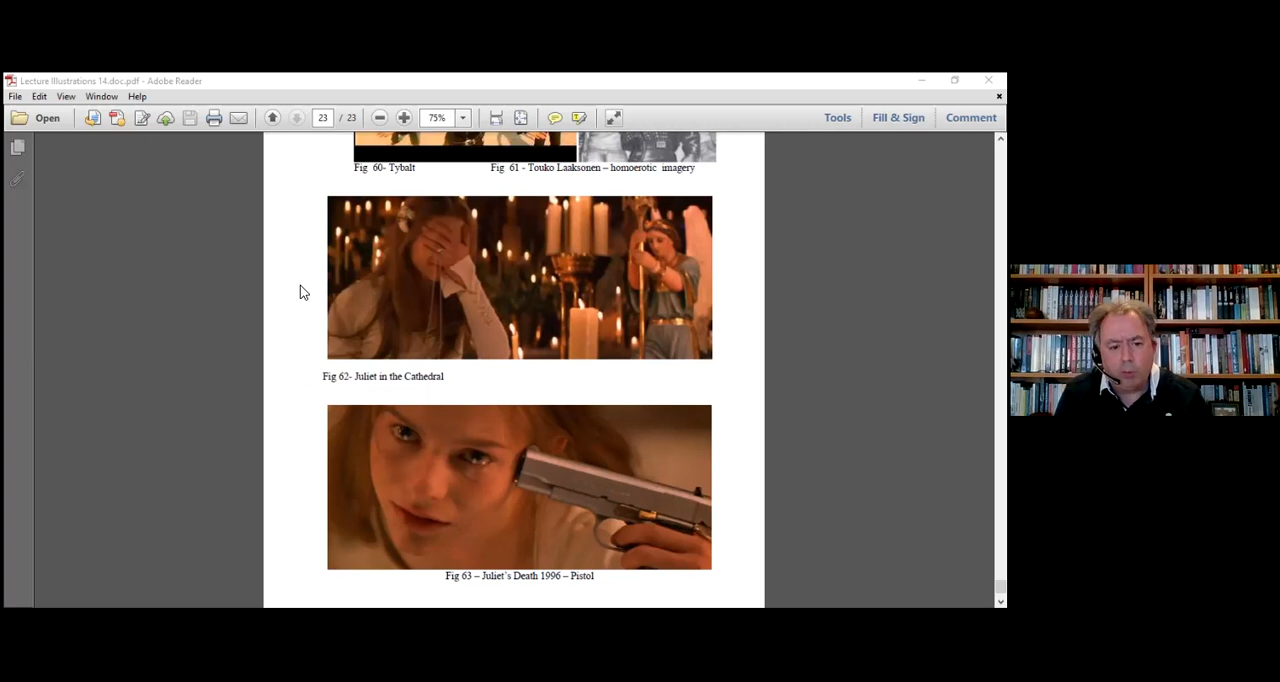 Lecture Illustrations 14.doc.pdf - Adobe Reader
File Edit View Window Help
Open 23 / 23 75% Tools Fill & Sign Comment
Fig 60- Tybalt Fig 61 - Touko Laaksonen – homoerotic imagery
Fig 62- Juliet in the Cathedral
Fig 63 – Juliet's Death 1996 – Pistol